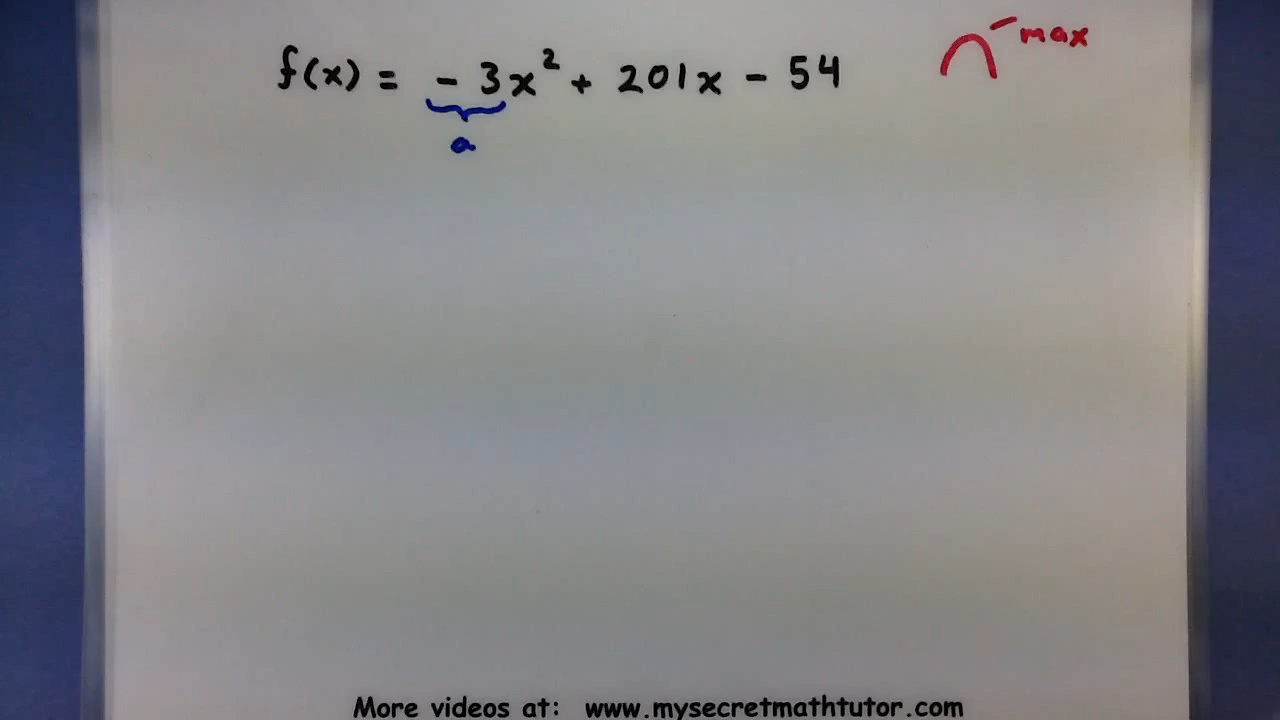 f(x) = - 3x² + 201x - 54
max
a
More videos at: www.mysecretmathtutor.com